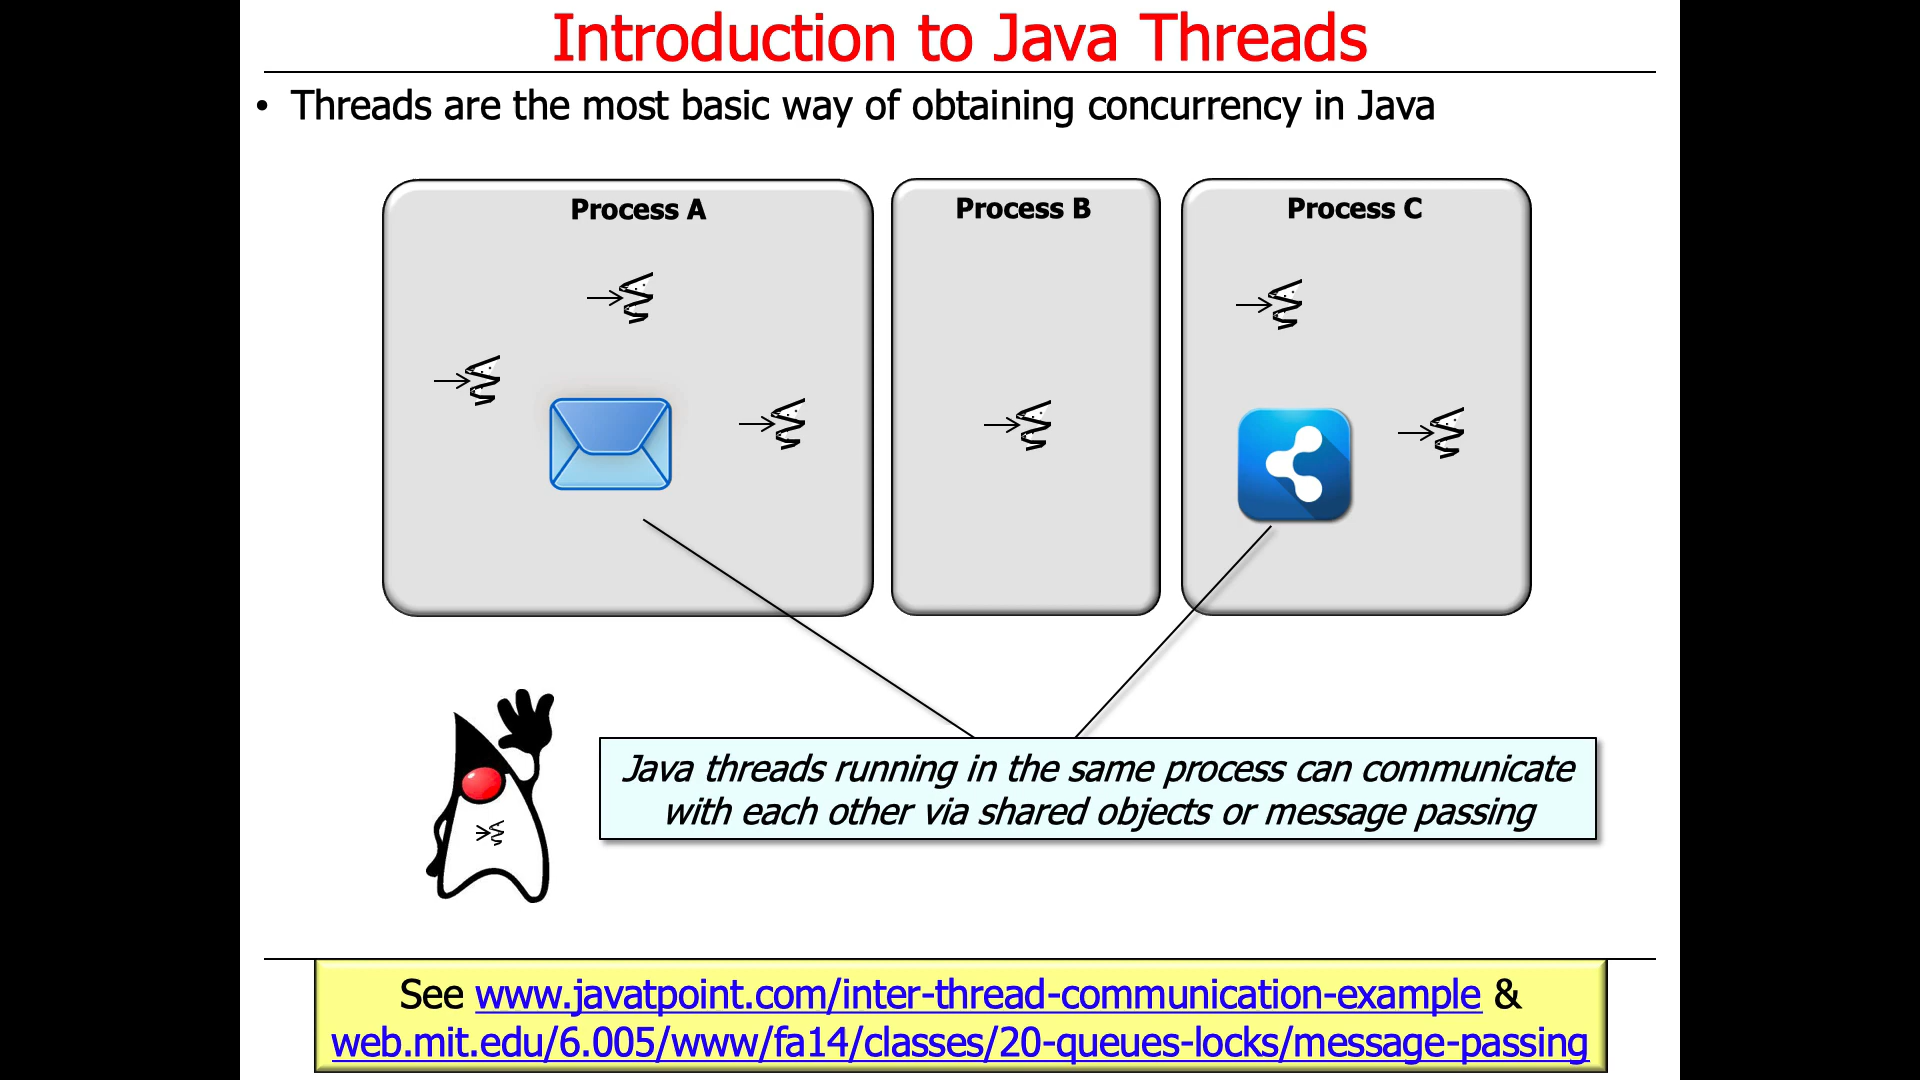 Introduction to Java Threads
• Threads are the most basic way of obtaining concurrency in Java
Process A
Process B
Process C
Java threads running in the same process can communicate
with each other via shared objects or message passing
See www.javatpoint.com/inter-thread-communication-example &
web.mit.edu/6.005/www/fa14/classes/20-queues-locks/message-passing